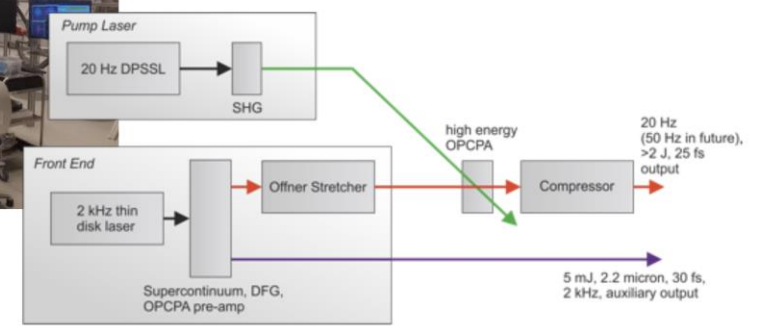 Pump Laser
20 Hz DPSSL
SHG
high energy
OPCPA
20 Hz
(50 Hz in future),
>2 J, 25 fs
output
Front End
2 kHz thin
disk laser
Offner Stretcher
Compressor
Supercontinuum, DFG,
OPCPA pre-amp
5 mJ, 2.2 micron, 30 fs,
2 kHz, auxiliary output